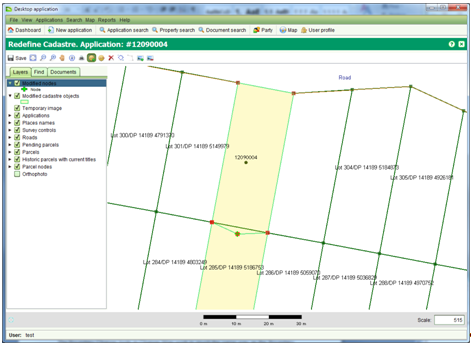 Desktop application
File View Applications Search Map Reports Help
Dashboard New application Application search Property search Document search Party Map User profile
Redefine Cadastre. Application: #12090004
Save
Layers Find Documents
Modified nodes
Node
Modified cadastre objects
Temporary image
Applications
Places names
Survey controls
Roads
Pending parcels
Parcels
Historic parcels with current titles
Parcel nodes
Orthophoto
Road
Lot 300/DP 14189 4791370
Lot 301/DP 14189 5149979
12090004
Lot 304/DP 14189 5184873
Lot 305/DP 14189 4926181
Lot 284/DP 14189 4803249
Lot 285/DP 14189 5186753
Lot 286/DP 14189 5059073
Lot 287/DP 14189 5036829
Lot 288/DP 14189 4970752
0 m 10 m 20 m 30 m
Scale: 515
User: test